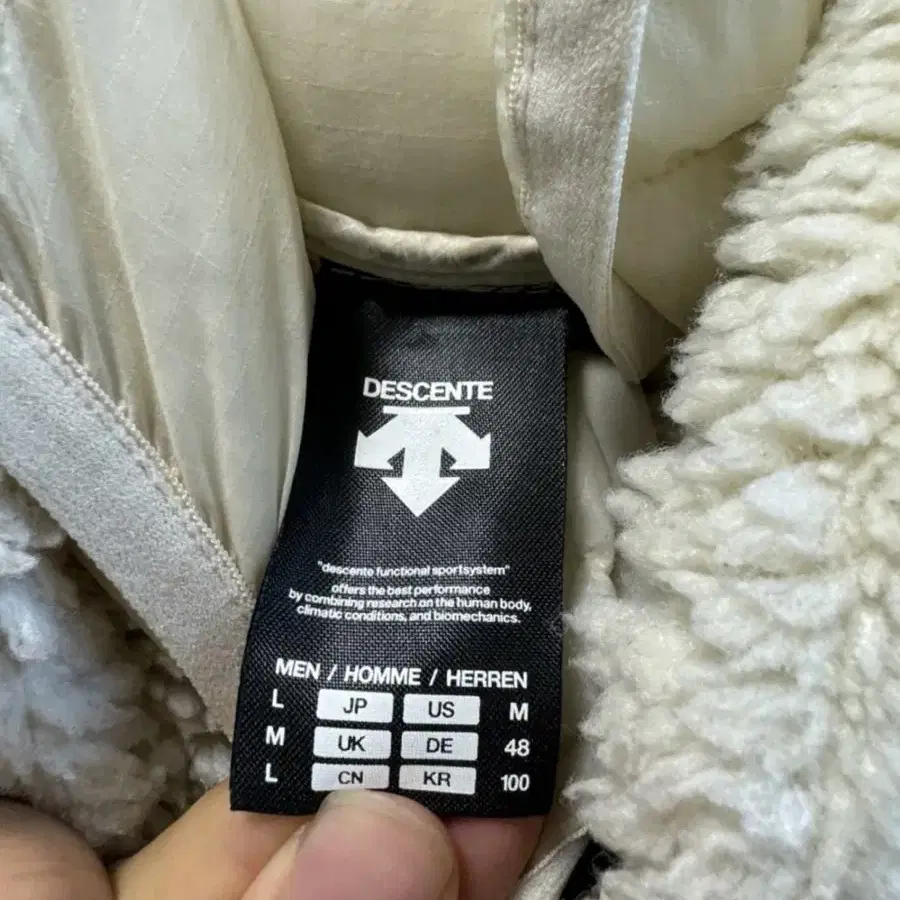 DESCENTE
"descente functional sportsystem"
offers the best performance
by combining research on the human body,
climatic conditions, and biomechanics.
MEN / HOMME / HERREN
L JP US M
M UK DE 48
L CN KR 100